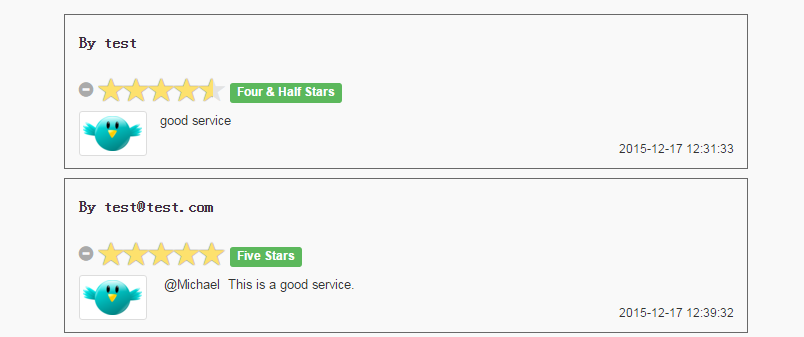 By test
Four & Half Stars
good service
2015-12-17 12:31:33
By test@test.com
Five Stars
@Michael This is a good service.
2015-12-17 12:39:32